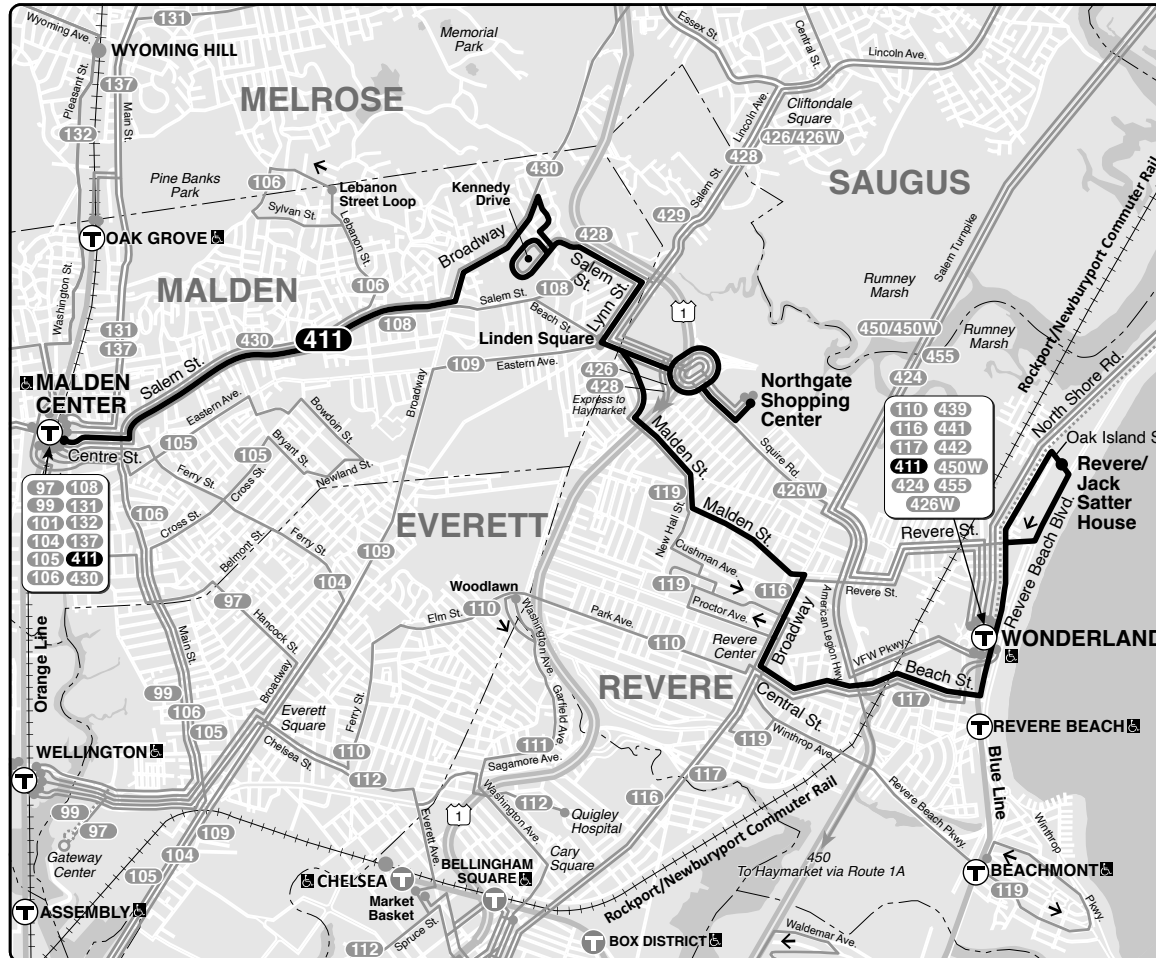 Wyoming Ave.
131
WYOMING HILL
Memorial
Park
Essex St.
Central St.
Lincoln Ave.
Pleasant St.
137
Main St.
132
MELROSE
Cliftondale
Square
426/426W
Lincoln Ave.
428
Salem St.
SAUGUS
Pine Banks
Park
106
Lebanon
Street Loop
Sylvan St.
Lebanon St.
Kennedy
Drive
430
429
428
OAK GROVE
Broadway
Salem
St.
Washington St.
MALDEN
106
Salem St.
108
Beach St.
Lynn St.
1
Salem Turnpike
Rockport/Newburyport Commuter Rail
Rumney
Marsh
Rumney
Marsh
450/450W
455
424
131
137
430
411
108
Linden Square
Salem St.
109
Eastern Ave.
426
428
Express to
Haymarket
Northgate
Shopping
Center
North Shore Rd.
MALDEN
CENTER
Eastern Ave
Bowdoin St.
Broadway
110 439
116 441
117 442
411 450W
424 455
426W
Oak Island S
Revere/
Jack
Satter
House
Centre St.
105
Bryant St.
105
Ferry St.
Cross St.
Newland St.
Malden St.
Squire Rd.
426W
97 108
99 131
101 132
104 137
105 411
106 430
106
Cross St.
Belmont St.
Ferry St.
EVERETT
119
New Hall St.
Malden St.
Revere St.
Revere Beach Blvd.
109
104
Cushman Ave.
119
116
Proctor Ave.
Revere St.
American Legion Hwy.
97
Hancock St.
Woodlawn
Elm St.
110
Washington Ave.
Park Ave.
110
Revere
Center
Broadway
VFW Pkwy.
WONDERLAND
Orange Line
Main St.
Broadway
Garfield Ave.
REVERE
Beach St.
117
Central St.
99
106
105
Everett
Square
Ferry St.
119
Winthrop Ave.
REVERE BEACH
WELLINGTON
Chelsea St.
110
112
111
Sagamore Ave.
117
116
Blue Line
99
97
Gateway
Center
109
104
105
Everett Ave.
1
Washington Ave.
112
Quigley
Hospital
Cary
Square
Rockport/Newburyport Commuter Rail
Revere Beach Pkwy.
Winthrop
Pkwy.
450
To Haymarket via Route 1A
BEACHMONT
119
CHELSEA
BELLINGHAM
SQUARE
Market
Basket
ASSEMBLY
Spruce St.
112
BOX DISTRICT
Waldemar Ave.